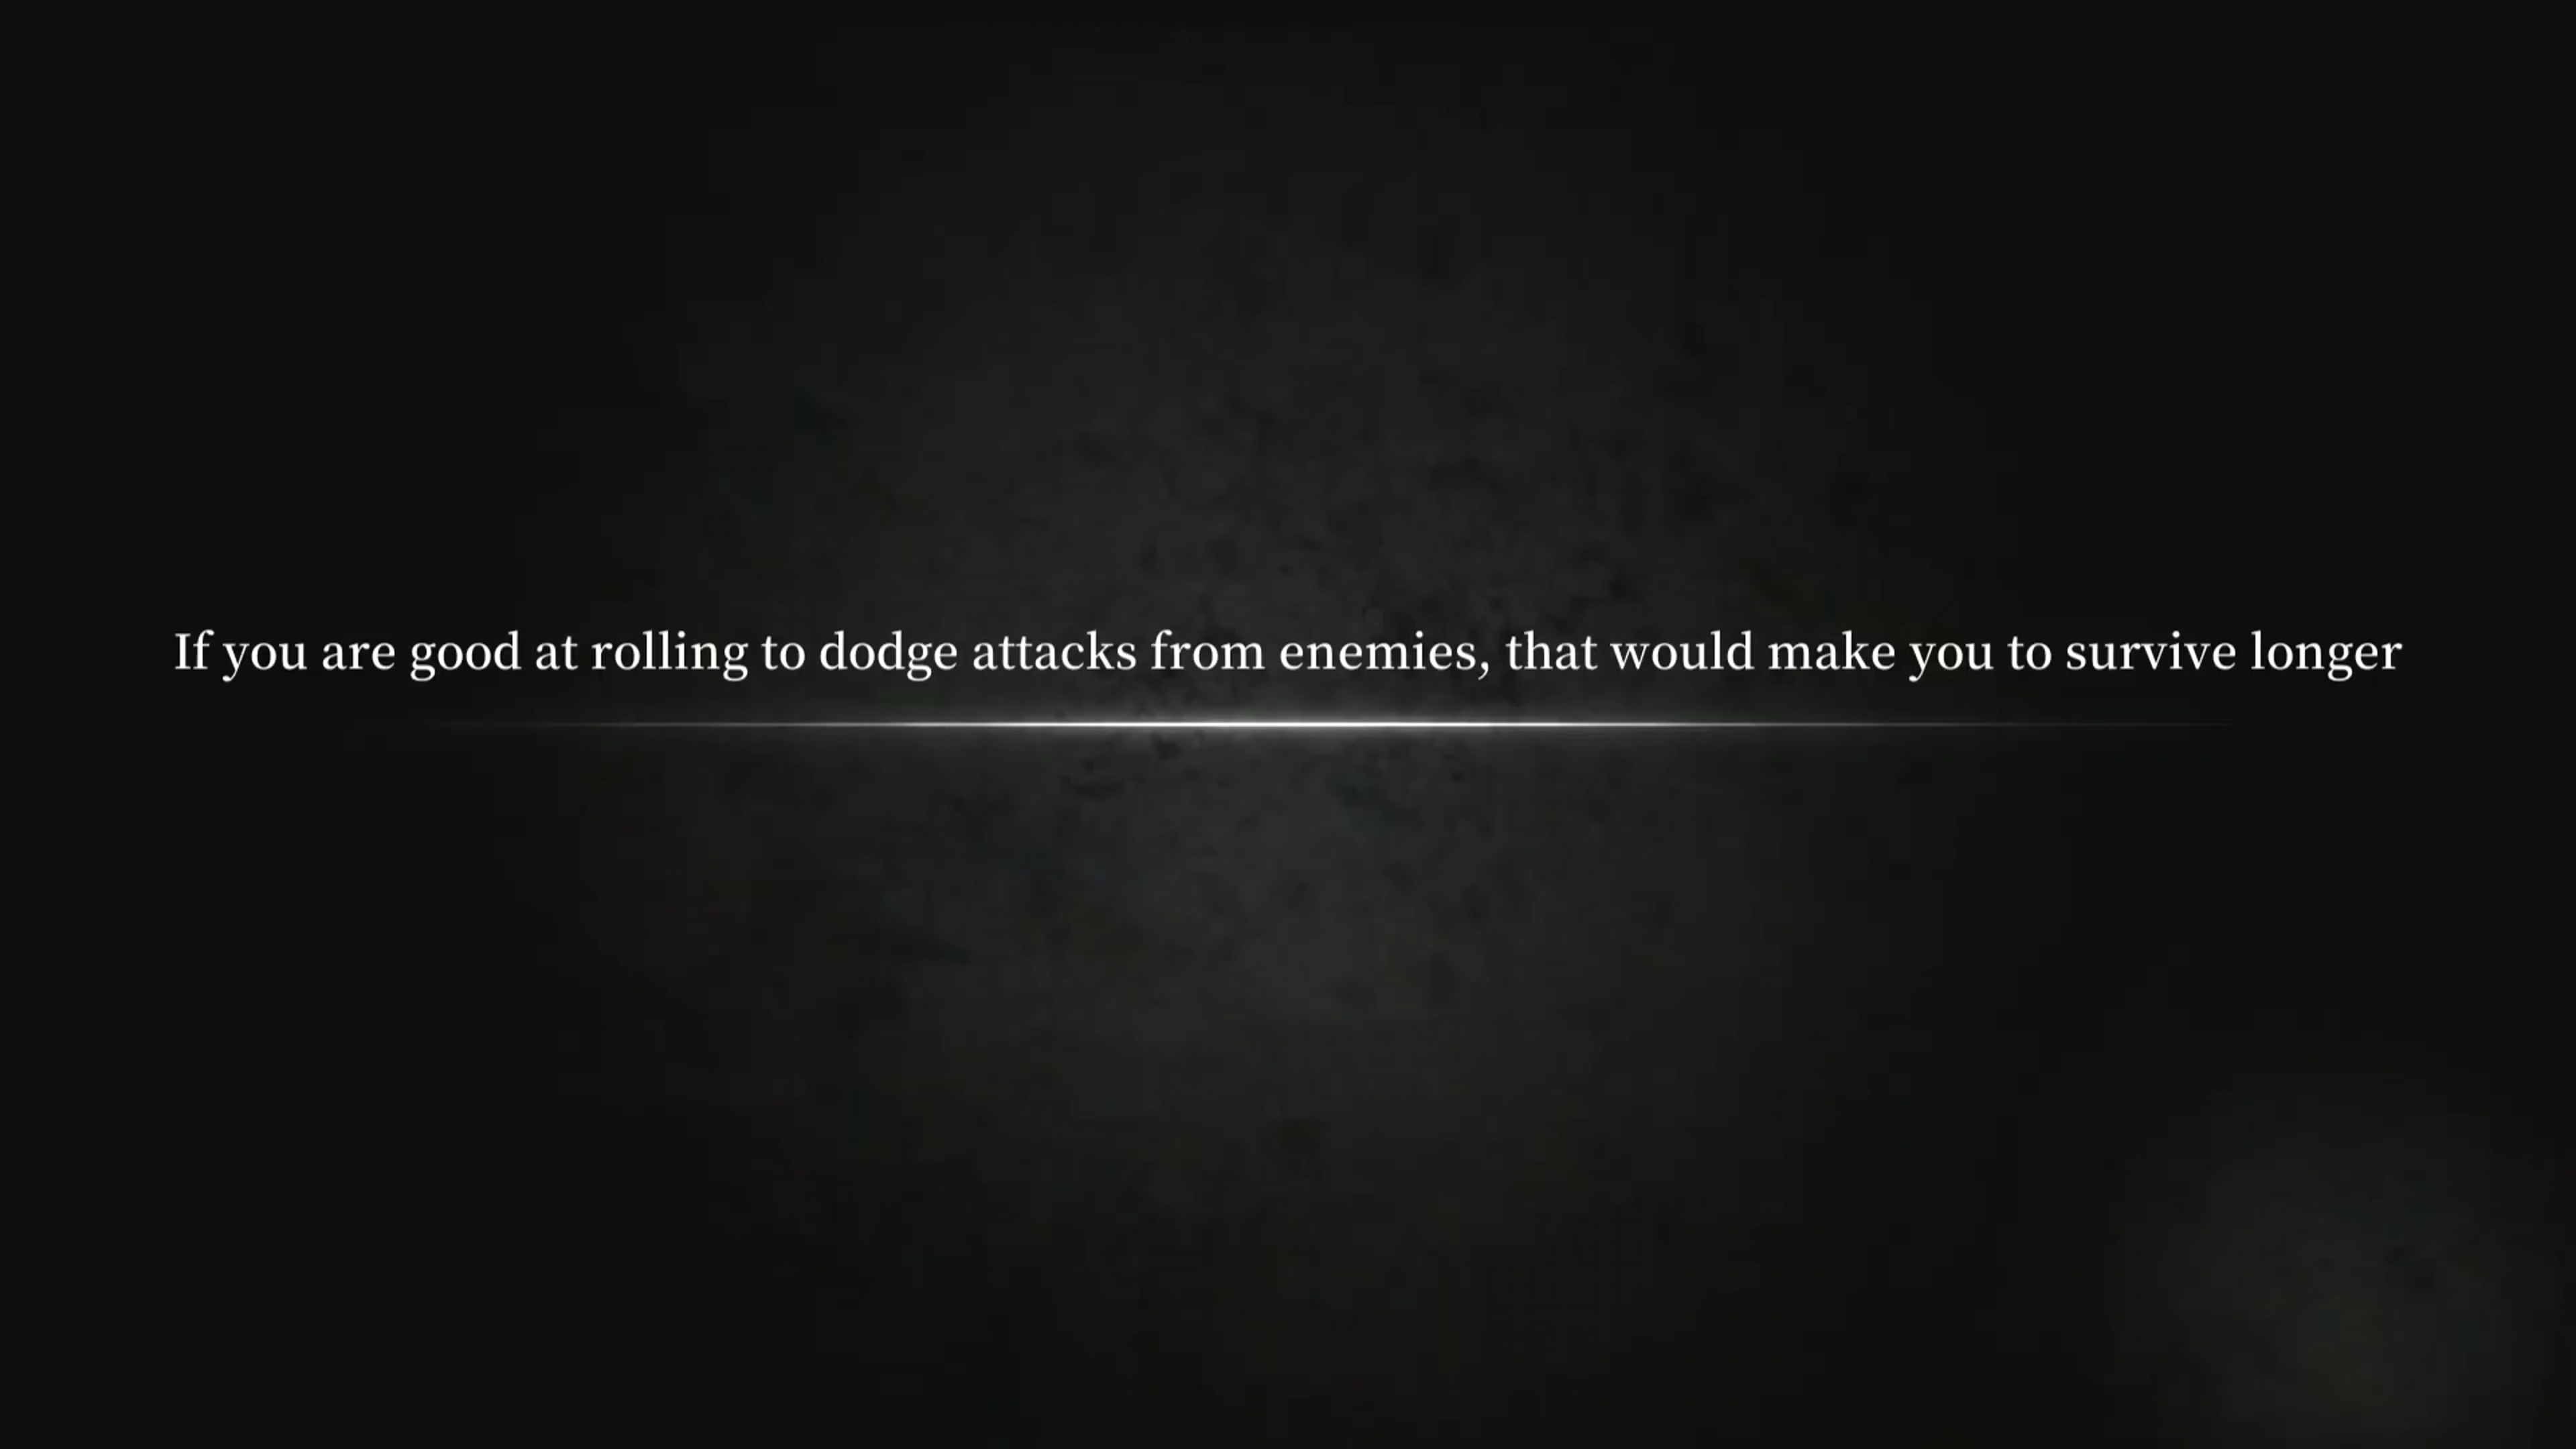 If you are good at rolling to dodge attacks from enemies, that would make you to survive longer